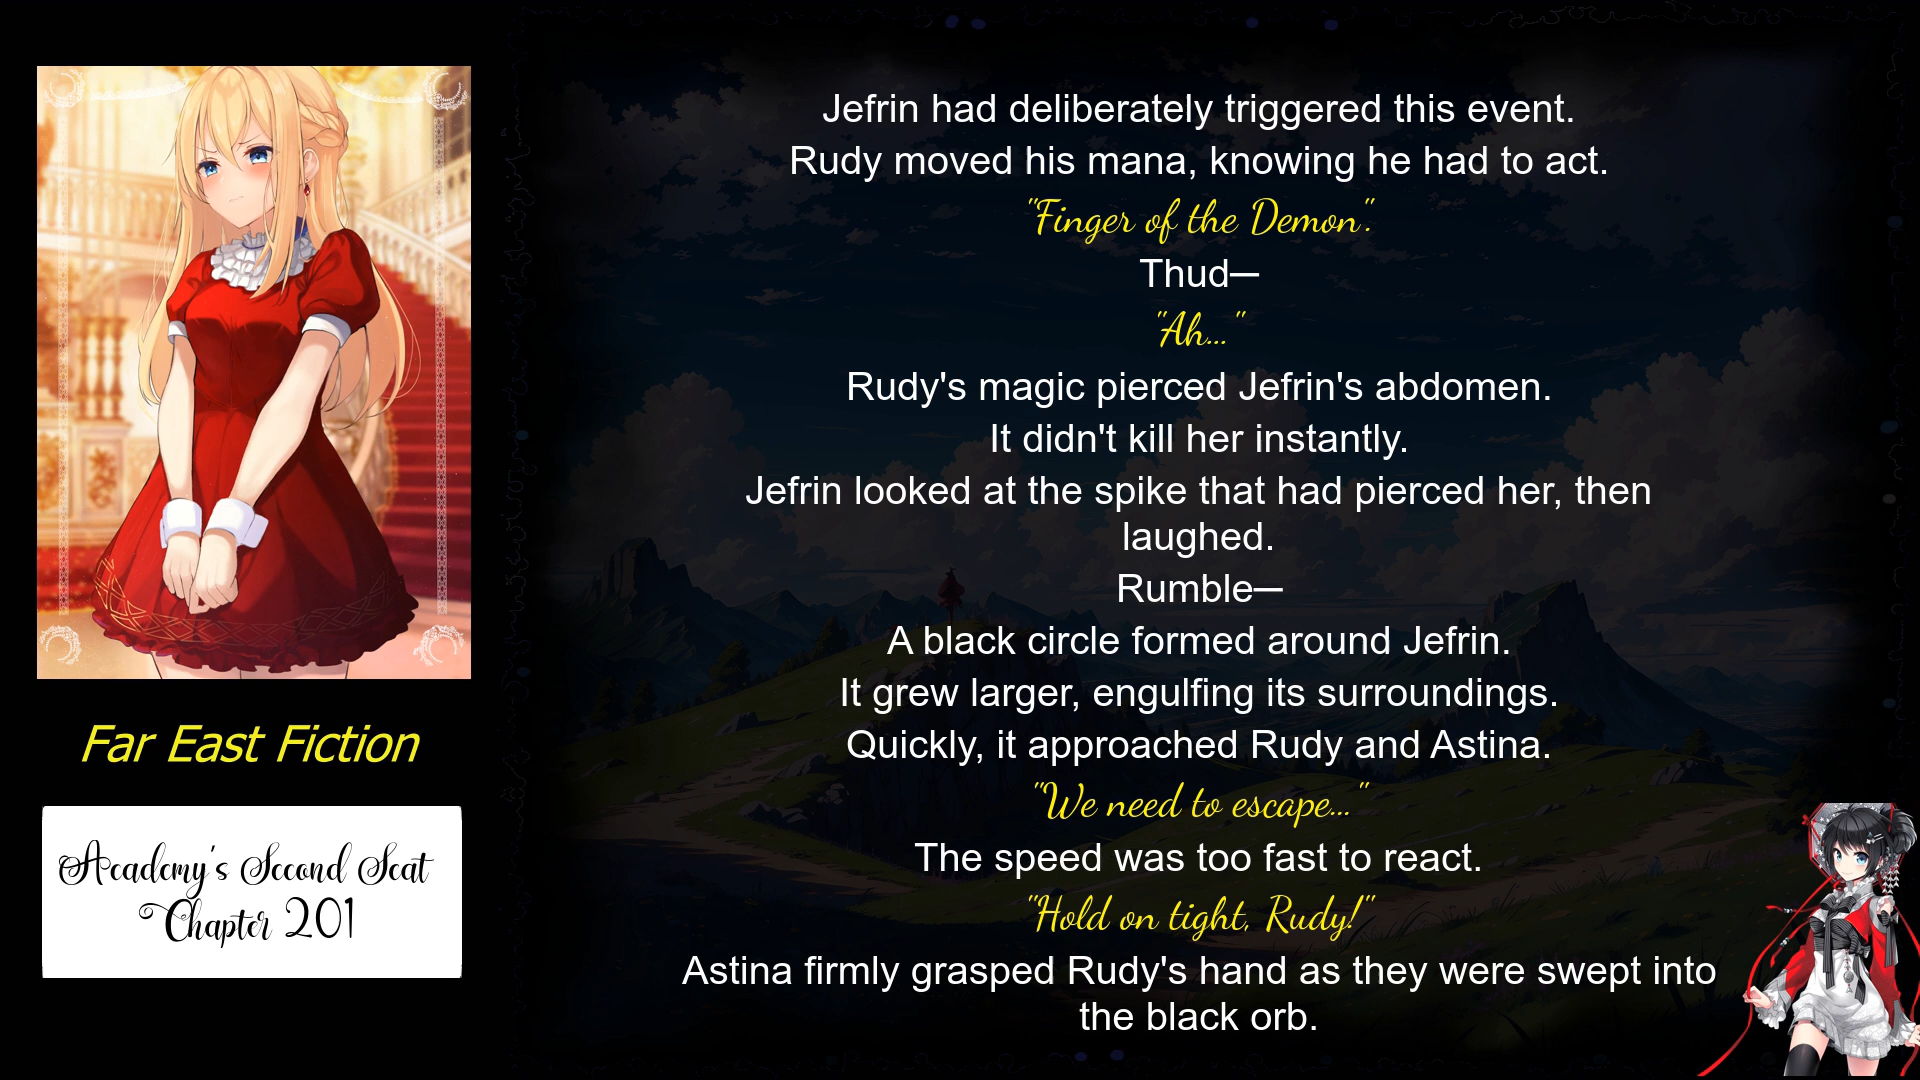 Jefrin had deliberately triggered this event.
Rudy moved his mana, knowing he had to act.
"Finger of the Demon".
Thud—
"Ah..."
Rudy's magic pierced Jefrin's abdomen.
It didn't kill her instantly.
Jefrin looked at the spike that had pierced her, then
laughed.
Rumble—
A black circle formed around Jefrin.
It grew larger, engulfing its surroundings.
Quickly, it approached Rudy and Astina.
"We need to escape..."
The speed was too fast to react.
"Hold on tight, Rudy!"
Astina firmly grasped Rudy's hand as they were swept into
the black orb.
Far East Fiction
Academy's Second Seat
Chapter 201